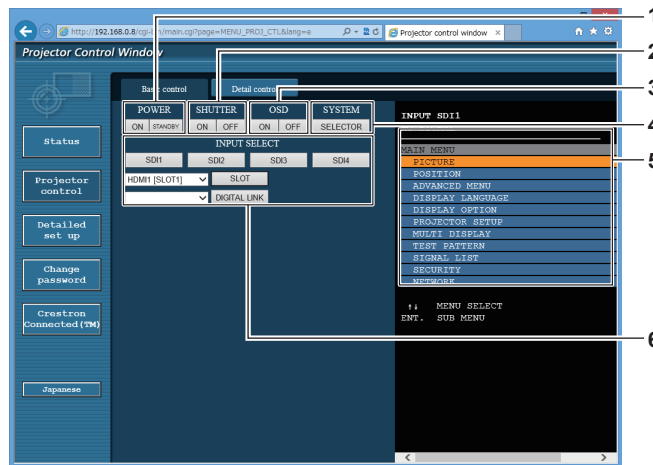 http://192.168.0.8/cgi-bin/main.cgi?page=MENU_PROJ_CTL&lang=e
Projector control window
Projector Control Window
Basic control
Detail control
POWER
SHUTTER
OSD
SYSTEM
ON STANDBY
ON OFF
ON OFF
SELECTOR
INPUT SELECT
SDI1 SDI2 SDI3 SDI4
HDMI1 [SLOT1] SLOT
DIGITAL LINK
Status
Projector
control
Detailed
set up
Change
password
Crestron
Connected(TM)
Japanese
INPUT SDI1
MAIN MENU
PICTURE
POSITION
ADVANCED MENU
DISPLAY LANGUAGE
DISPLAY OPTION
PROJECTOR SETUP
MULTI DISPLAY
TEST PATTERN
SIGNAL LIST
SECURITY
NETWORK
↑↓ MENU SELECT
ENT. SUB MENU
1
2
3
4
5
6